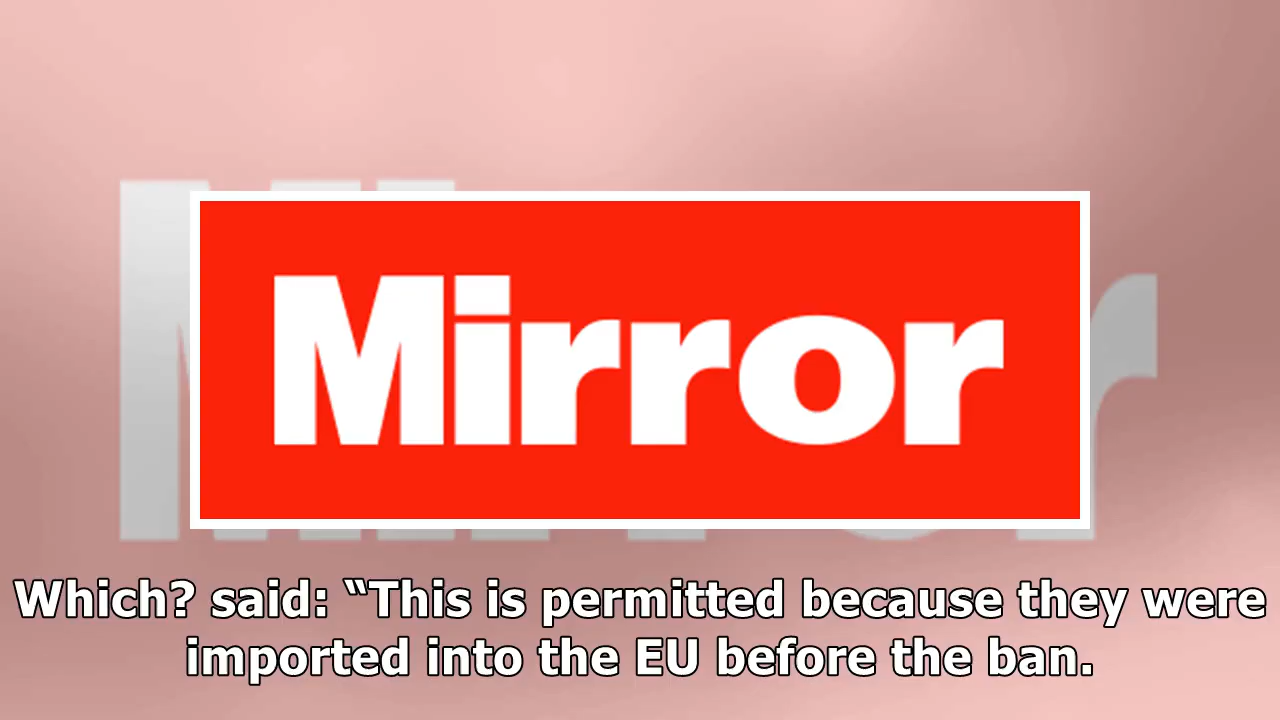 Mirror
Which? said: “This is permitted because they were
imported into the EU before the ban.